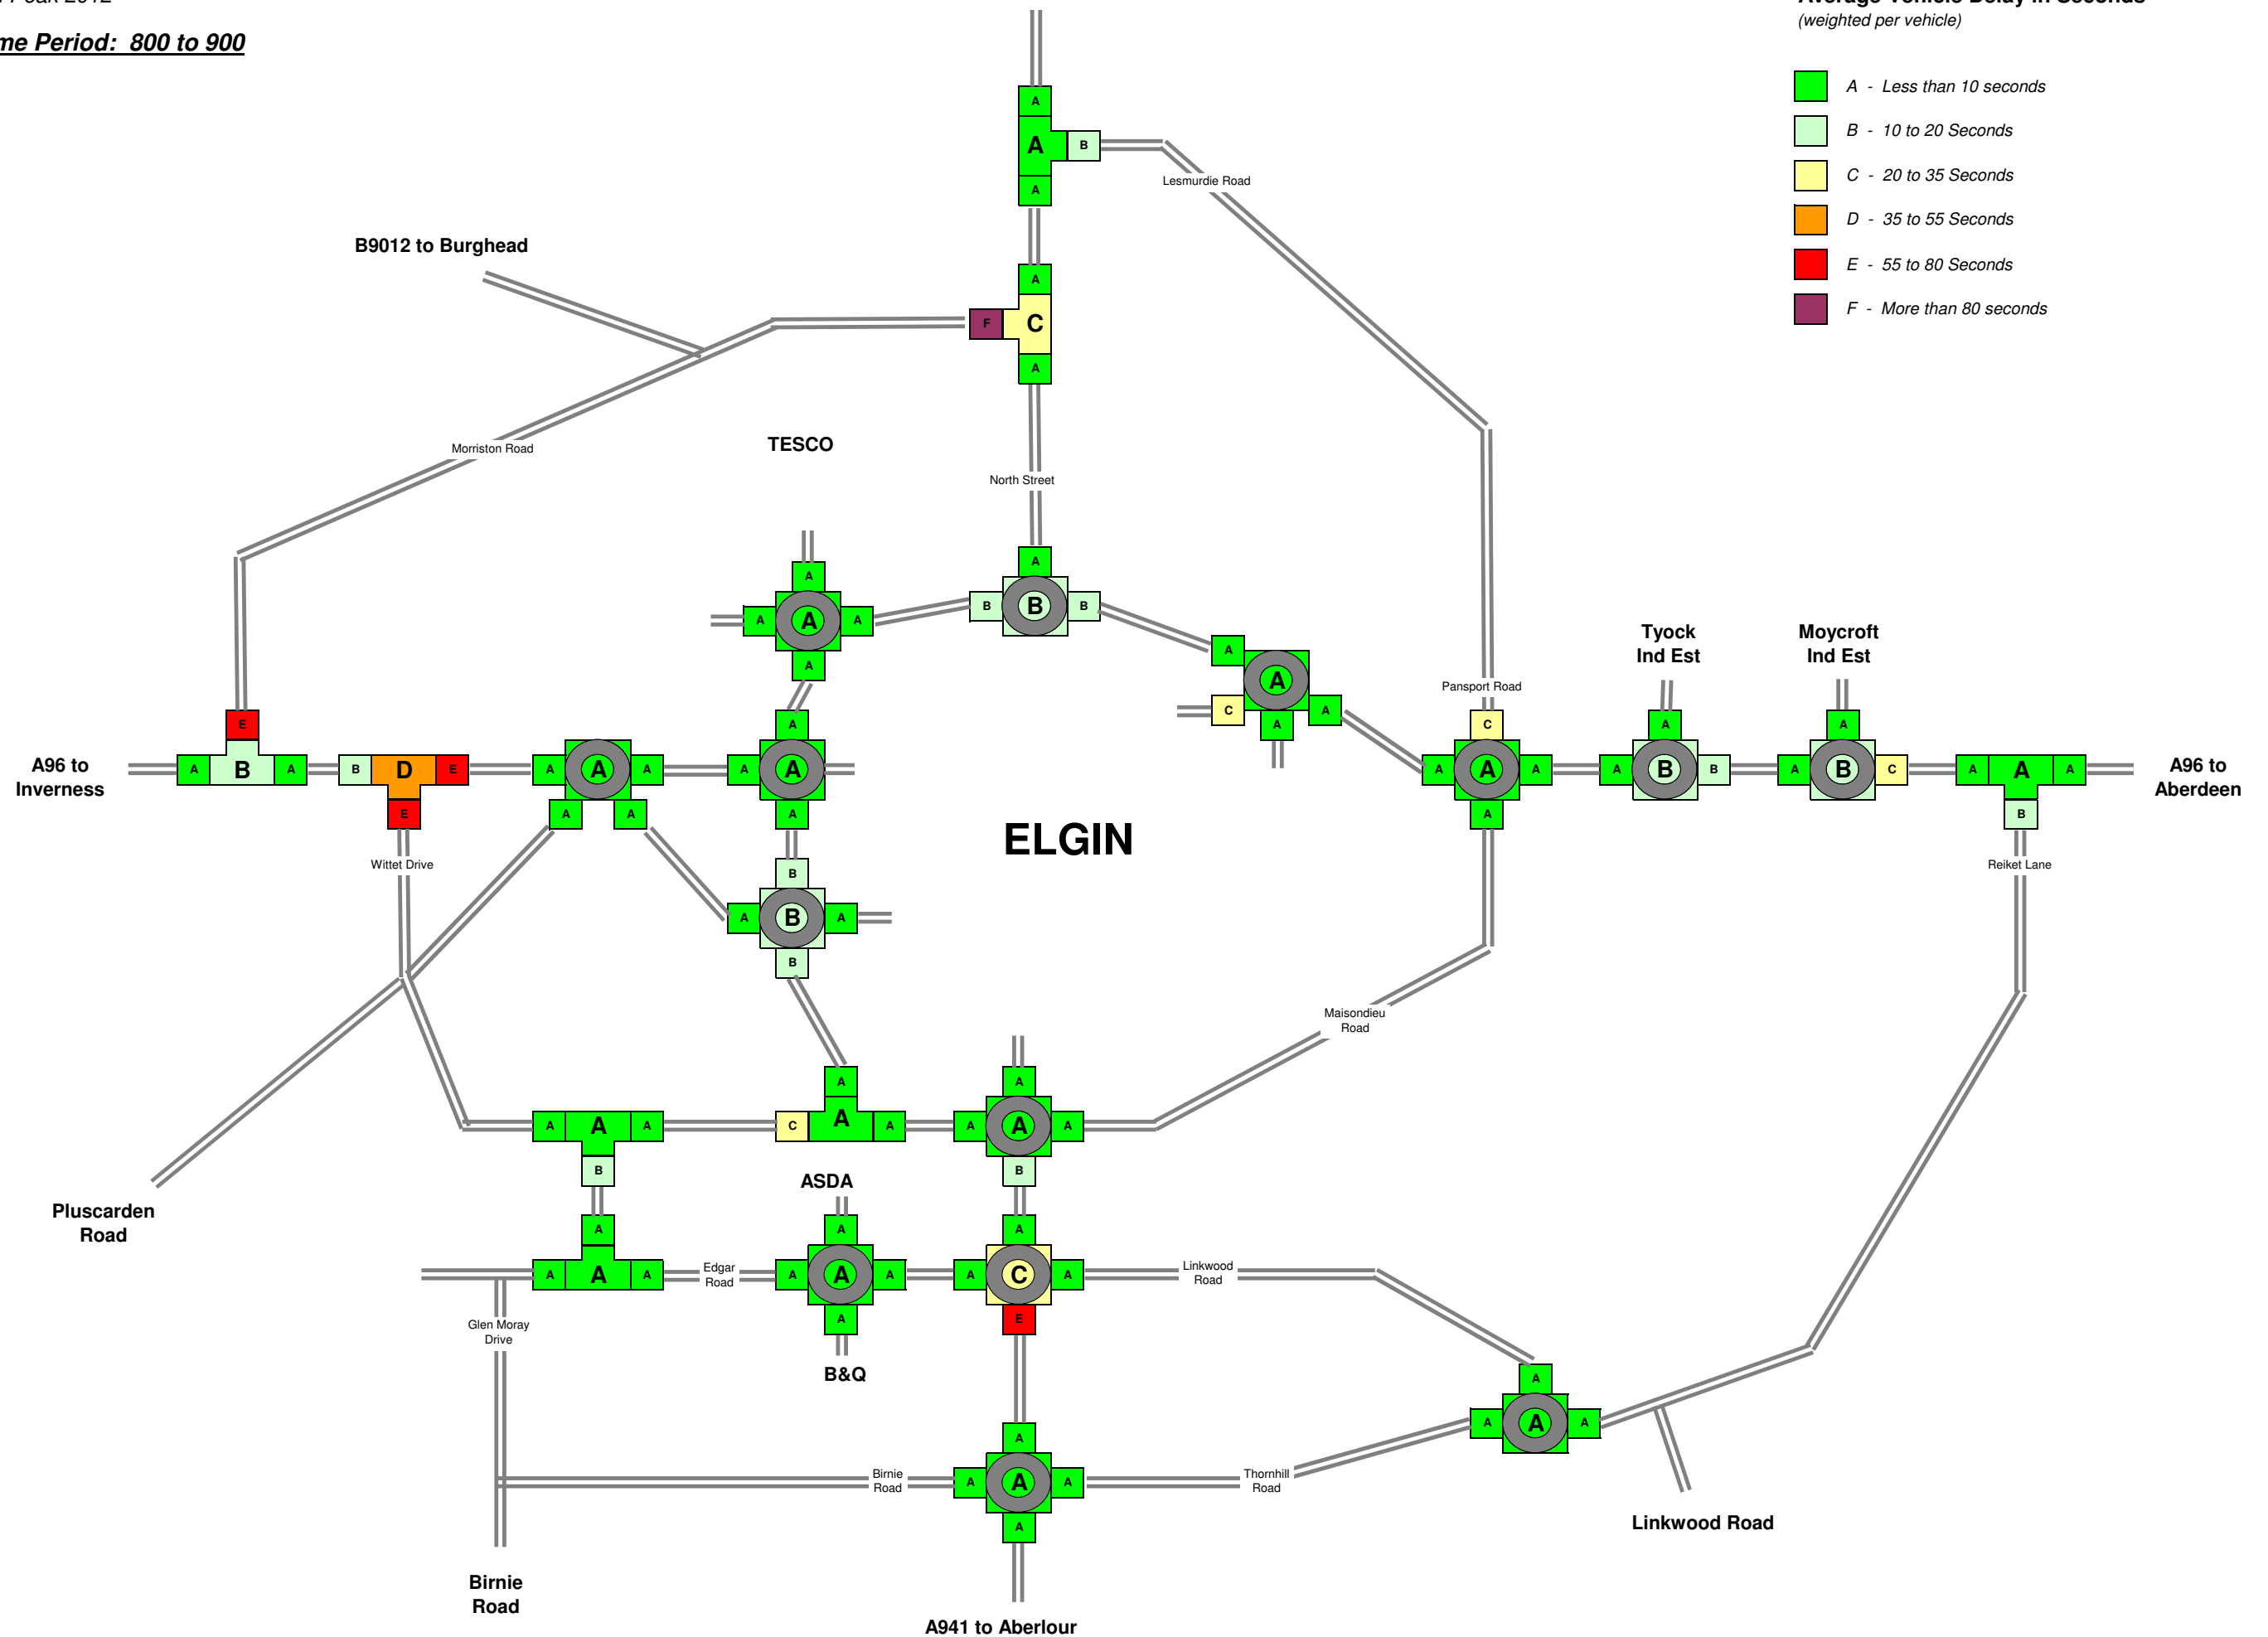 (weighted per vehicle)
me Period: 800 to 900
A - Less than 10 seconds
B - 10 to 20 Seconds
C - 20 to 35 Seconds
D - 35 to 55 Seconds
E - 55 to 80 Seconds
F - More than 80 seconds
A
A B
A
Lesmurdie Road
B9012 to Burghead
A
F C
A
TESCO
Morriston Road
North Street
A
A
B B B
A A A
A
Tyock
Ind Est
Moycroft
Ind Est
A
A
C A
A
Pansport Road
E
A
C
A
A
A96 to
Inverness
A B A
B D E
A A A
A A
A A A
A B B
A B C
A A A
A96 to
Aberdeen
E
A A
A
A
B
ELGIN
Wittet Drive
Reiket Lane
B
A B A
B
Maisondieu
Road
A
A
A A A
C A A
A A A
B
B
ASDA
Pluscarden
Road
A
A
A
A A A
Edgar
Road
A A A
A C A
Linkwood
Road
A
E
Glen Moray
Drive
B&Q
A
A A A
A
Birnie
Road
A A A
Thornhill
Road
A
Linkwood Road
Birnie
Road
A941 to Aberlour